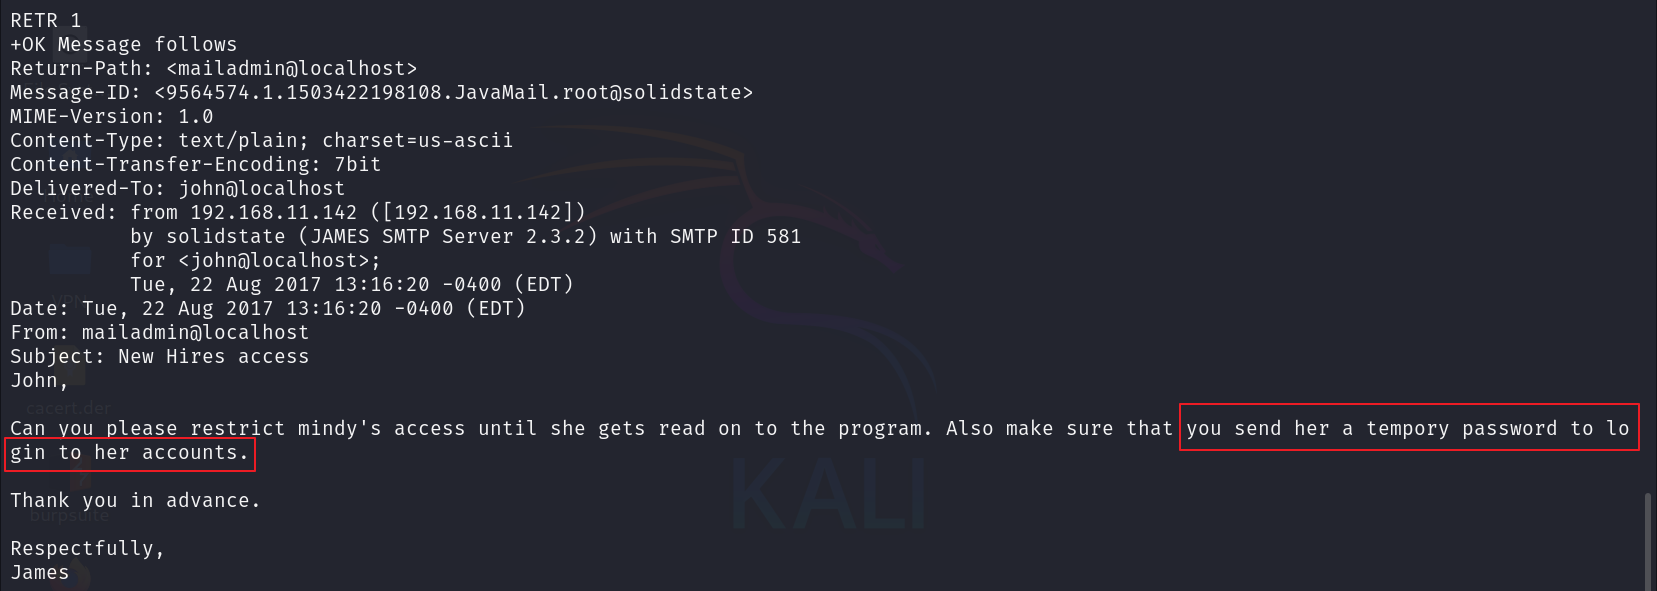 RETR 1
+OK Message follows
Return-Path: <mailadmin@localhost>
Message-ID: <9564574.1.1503422198108.JavaMail.root@solidstate>
MIME-Version: 1.0
Content-Type: text/plain; charset=us-ascii
Content-Transfer-Encoding: 7bit
Delivered-To: john@localhost
Received: from 192.168.11.142 ([192.168.11.142])
          by solidstate (JAMES SMTP Server 2.3.2) with SMTP ID 581
          for <john@localhost>;
          Tue, 22 Aug 2017 13:16:20 -0400 (EDT)
Date: Tue, 22 Aug 2017 13:16:20 -0400 (EDT)
From: mailadmin@localhost
Subject: New Hires access
John,
cacert.der
Can you please restrict mindy's access until she gets read on to the program. Also make sure that you send her a tempory password to lo
gin to her accounts.
KALI
Thank you in advance.
burpsuite
Respectfully,
James